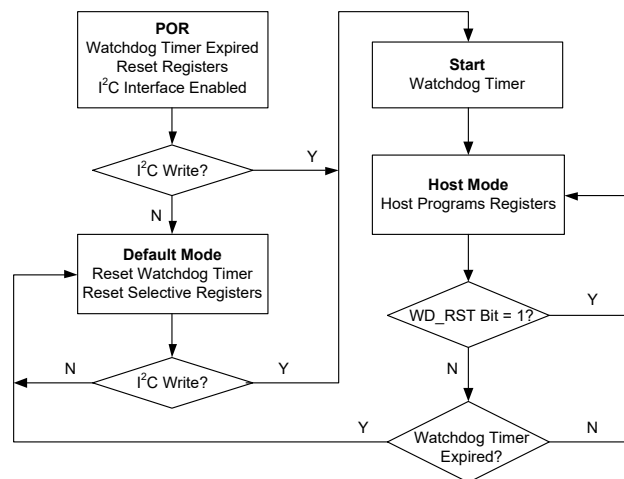 POR
Watchdog Timer Expired
Reset Registers
I²C Interface Enabled
I²C Write?
Y
N
Default Mode
Reset Watchdog Timer
Reset Selective Registers
I²C Write?
N
Y
Start
Watchdog Timer
Host Mode
Host Programs Registers
WD_RST Bit = 1?
Y
N
Watchdog Timer
Expired?
Y
N